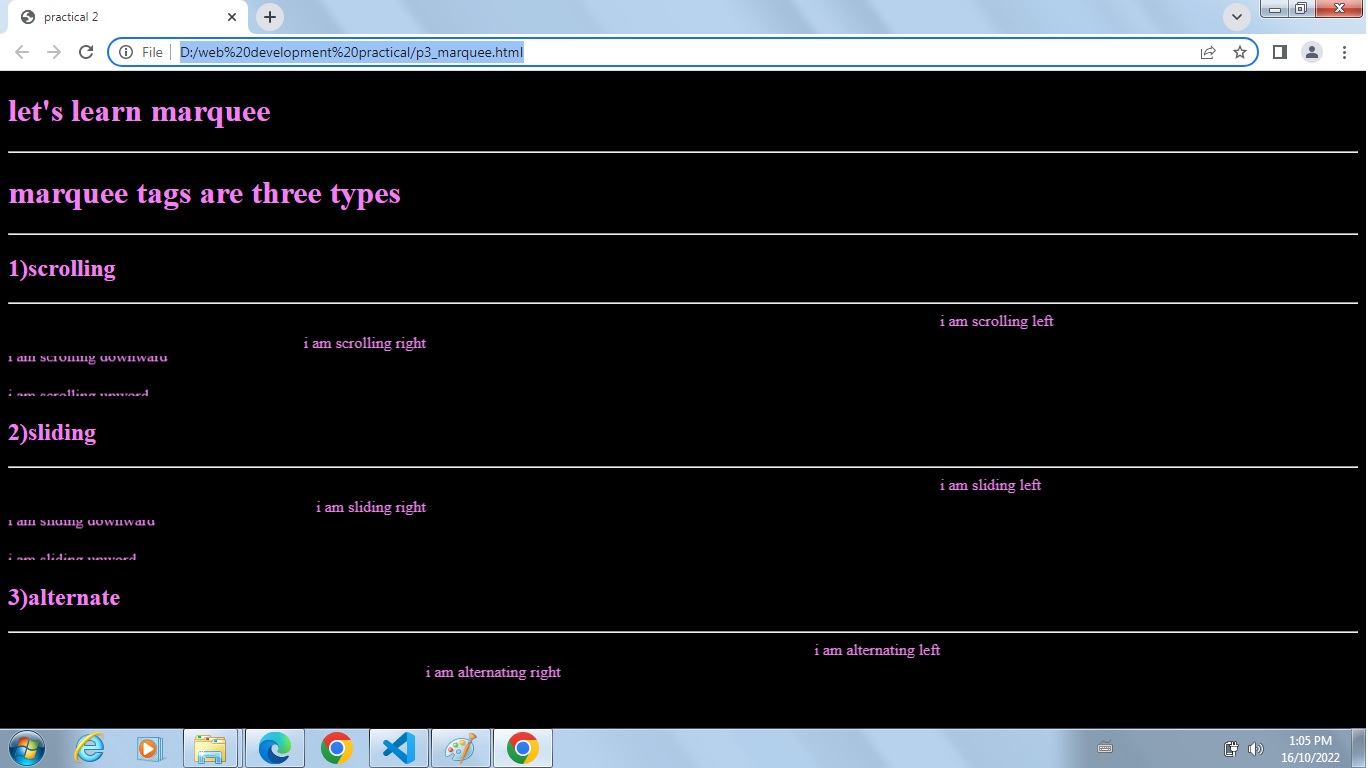 practical 2
File
D:/web%20development%20practical/p3_marquee.html
let's learn marquee
marquee tags are three types
1)scrolling
i am scrolling left
i am scrolling right
i am scrolling downward
i am scrolling upword
2)sliding
i am sliding left
i am sliding right
i am sliding downward
i am sliding upword
3)alternate
i am alternating left
i am alternating right
1:05 PM
16/10/2022